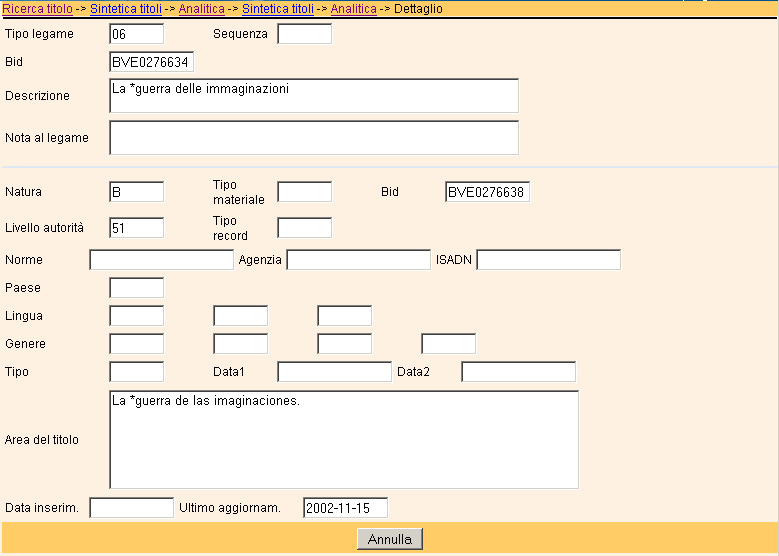 Ricerca titolo -> Sintetica titoli -> Analitica -> Sintetica titoli -> Analitica -> Dettaglio
Tipo legame 06 Sequenza
Bid BVE0276634
Descrizione La *guerra delle immaginazioni
Nota al legame
Natura B Tipo materiale Bid BVE0276638
Livello autorità 51 Tipo record
Norme Agenzia ISADN
Paese
Lingua
Genere
Tipo Data1 Data2
Area del titolo La *guerra de las imaginaciones.
Data inserim. Ultimo aggiornam. 2002-11-15
Annulla